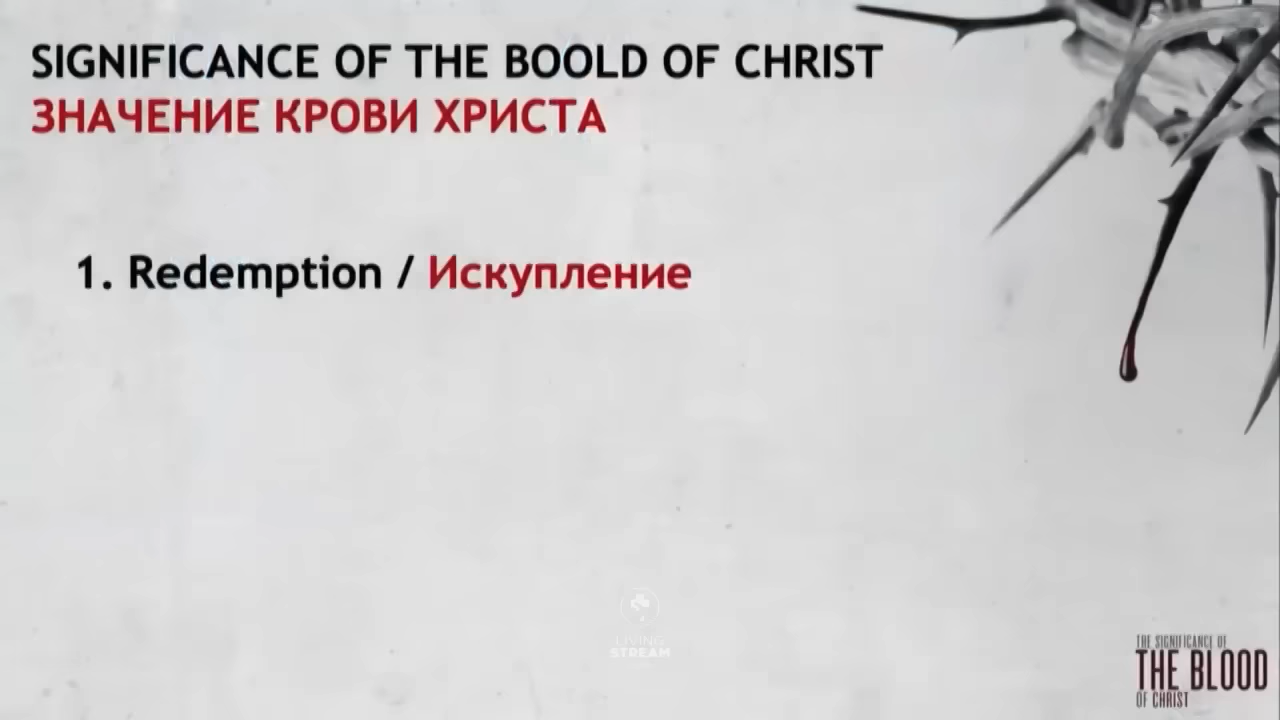 SIGNIFICANCE OF THE BOOLD OF CHRIST
ЗНАЧЕНИЕ КРОВИ ХРИСТА
1. Redemption / Искупление
LIVING
STREAM
THE SIGNIFICANCE OF
THE BLOOD
OF CHRIST